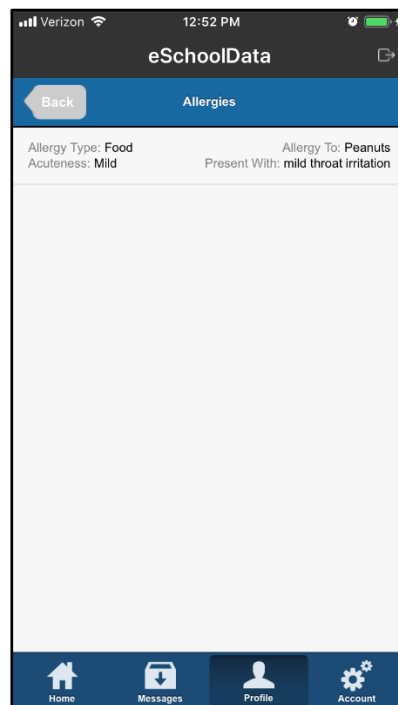 Verizon 12:52 PM
eSchoolData
Back Allergies
Allergy Type: Food Allergy To: Peanuts
Acuteness: Mild Present With: mild throat irritation
Home Messages Profile Account